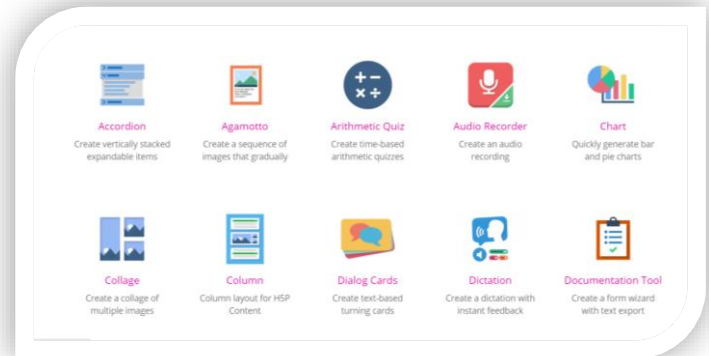 Accordion
Create vertically stacked
expandable items
Agamotto
Create a sequence of
images that gradually
Arithmetic Quiz
Create time-based
arithmetic quizzes
Audio Recorder
Create an audio
recording
Chart
Quickly generate bar
and pie charts
Collage
Create a collage of
multiple images
Column
Column layout for H5P
Content
Dialog Cards
Create text-based
turning cards
Dictation
Create a dictation with
instant feedback
Documentation Tool
Create a form wizard
with text export